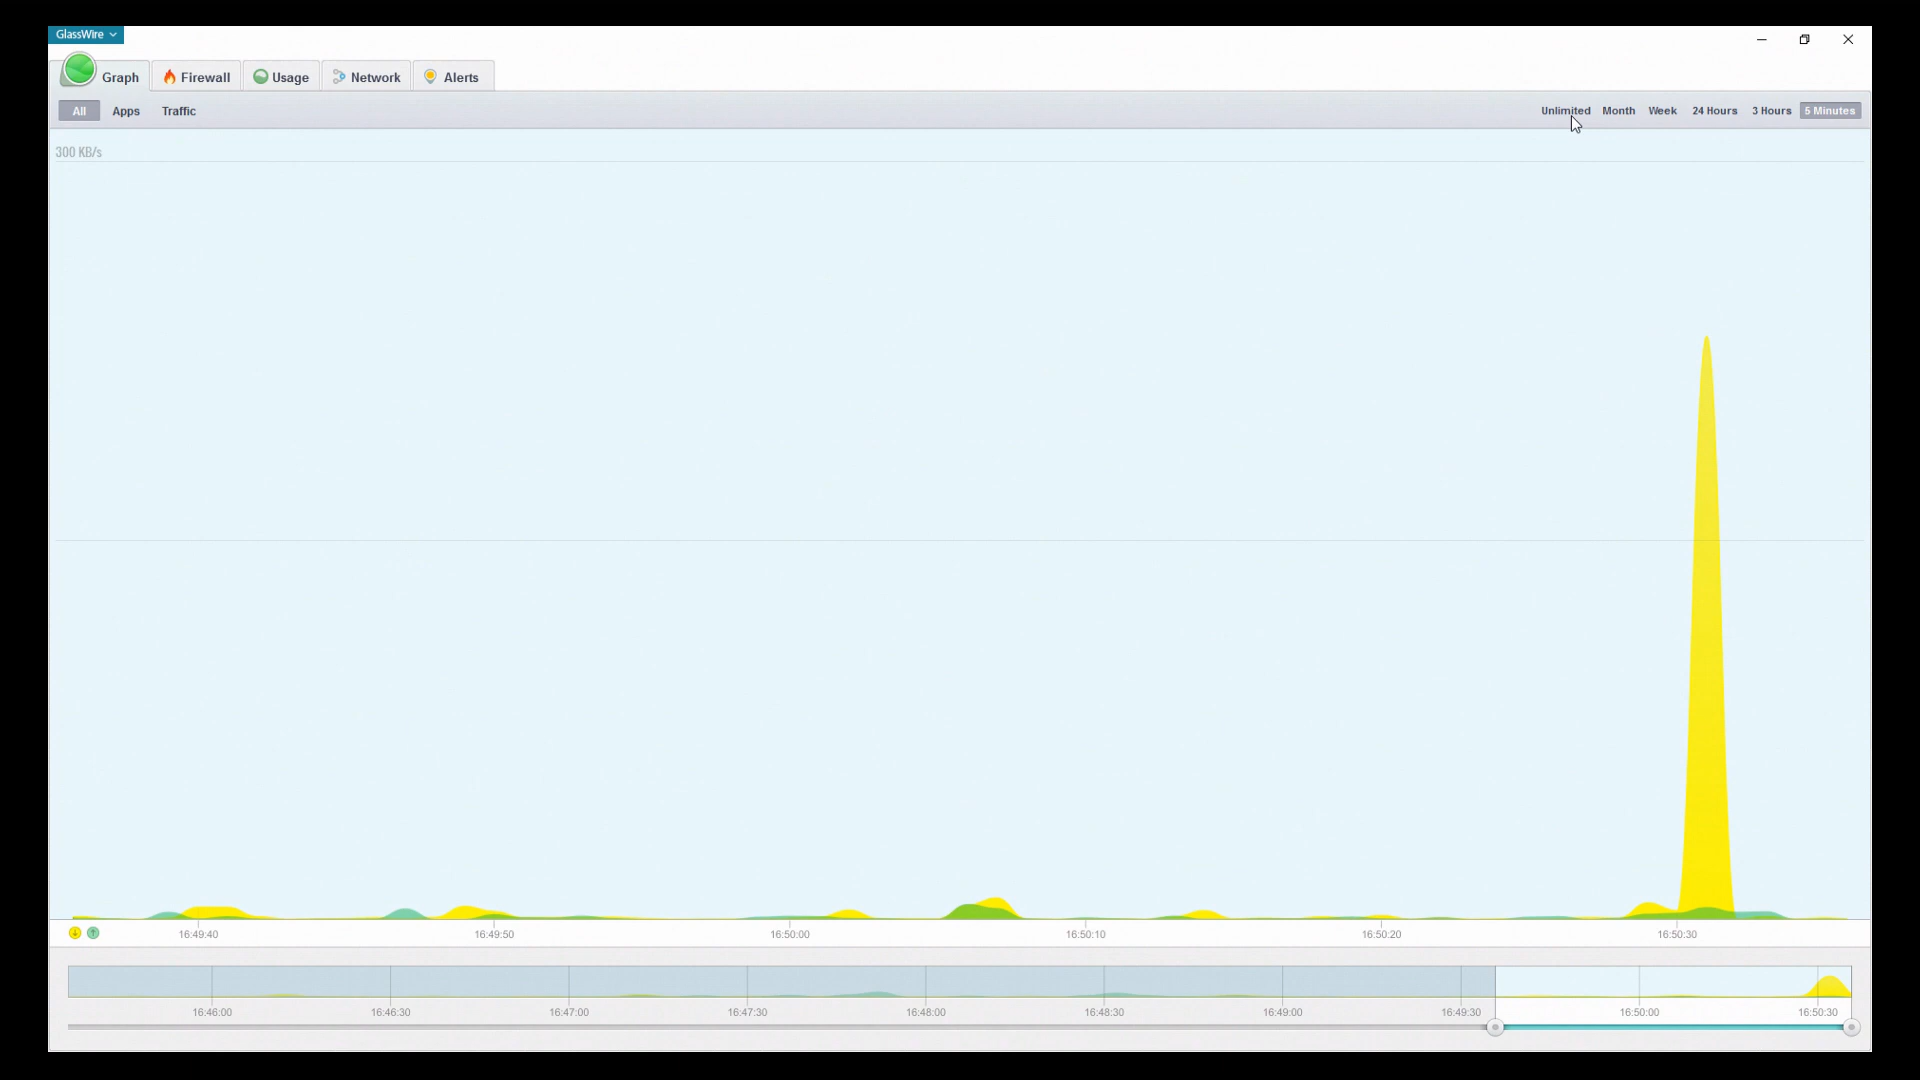 GlassWire
Graph Firewall Usage Network Alerts
All Apps Traffic Unlimited Month Week 24 Hours 3 Hours 5 Minutes
300 KB/s
16:49:40 16:49:50 16:50:00 16:50:10 16:50:20 16:50:30
16:46:00 16:46:30 16:47:00 16:47:30 16:48:00 16:48:30 16:49:00 16:49:30 16:50:00 16:50:30